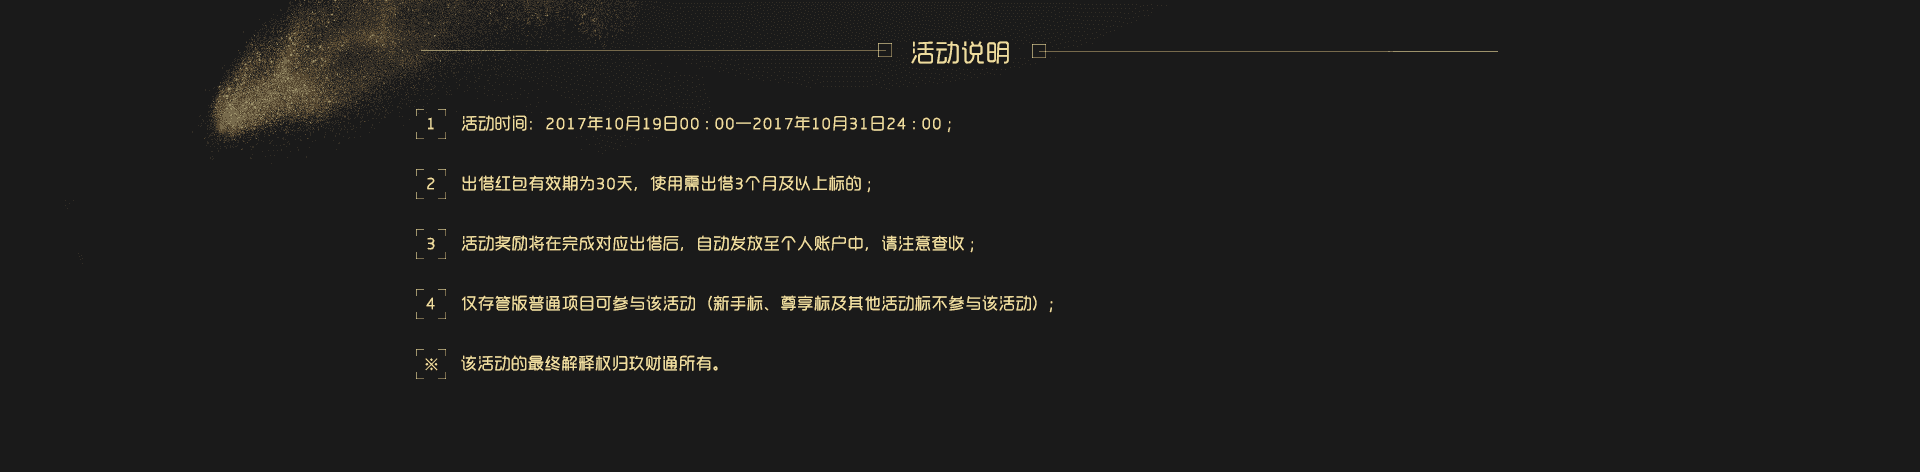 活动说明
1 活动时间：2017年10月19日00：00—2017年10月31日24：00；
2 出借红包有效期为30天，使用需出借3个月及以上标的；
3 活动奖励将在完成对应出借后，自动发放至个人账户中，请注意查收；
4 仅存管版普通项目可参与该活动（新手标、尊享标及其他活动标不参与该活动）；
※ 该活动的最终解释权归玖财通所有。